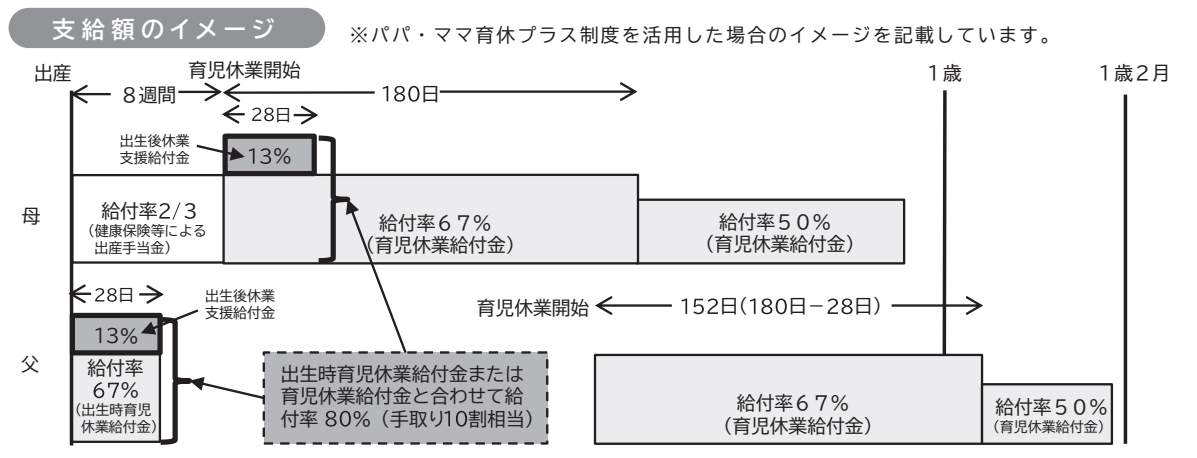 支給額のイメージ
※パパ・ママ育休プラス制度を活用した場合のイメージを記載しています。
出産
育児休業開始
1歳
1歳2月
8週間
180日
28日
出生後休業
支援給付金
13%
母
給付率2/3
(健康保険等による
出産手当金)
給付率67%
(育児休業給付金)
給付率50%
(育児休業給付金)
28日
出生後休業
支援給付金
育児休業開始
152日(180日－28日)
13%
父
給付率
67%
(出生時育児
休業給付金)
出生時育児休業給付金または
育児休業給付金と合わせて給
付率 80%（手取り10割相当）
給付率67%
(育児休業給付金)
給付率50%
(育児休業給付金)